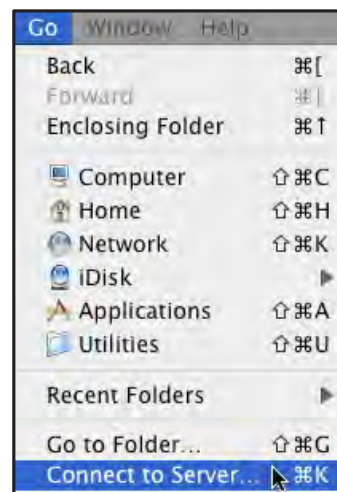 Go Window Help
Back ⌘[
Forward ⌘]
Enclosing Folder ⌘↑
Computer ⇧⌘C
Home ⇧⌘H
Network ⇧⌘K
iDisk ▶
Applications ⇧⌘A
Utilities ⇧⌘U
Recent Folders ▶
Go to Folder... ⇧⌘G
Connect to Server... ⌘K